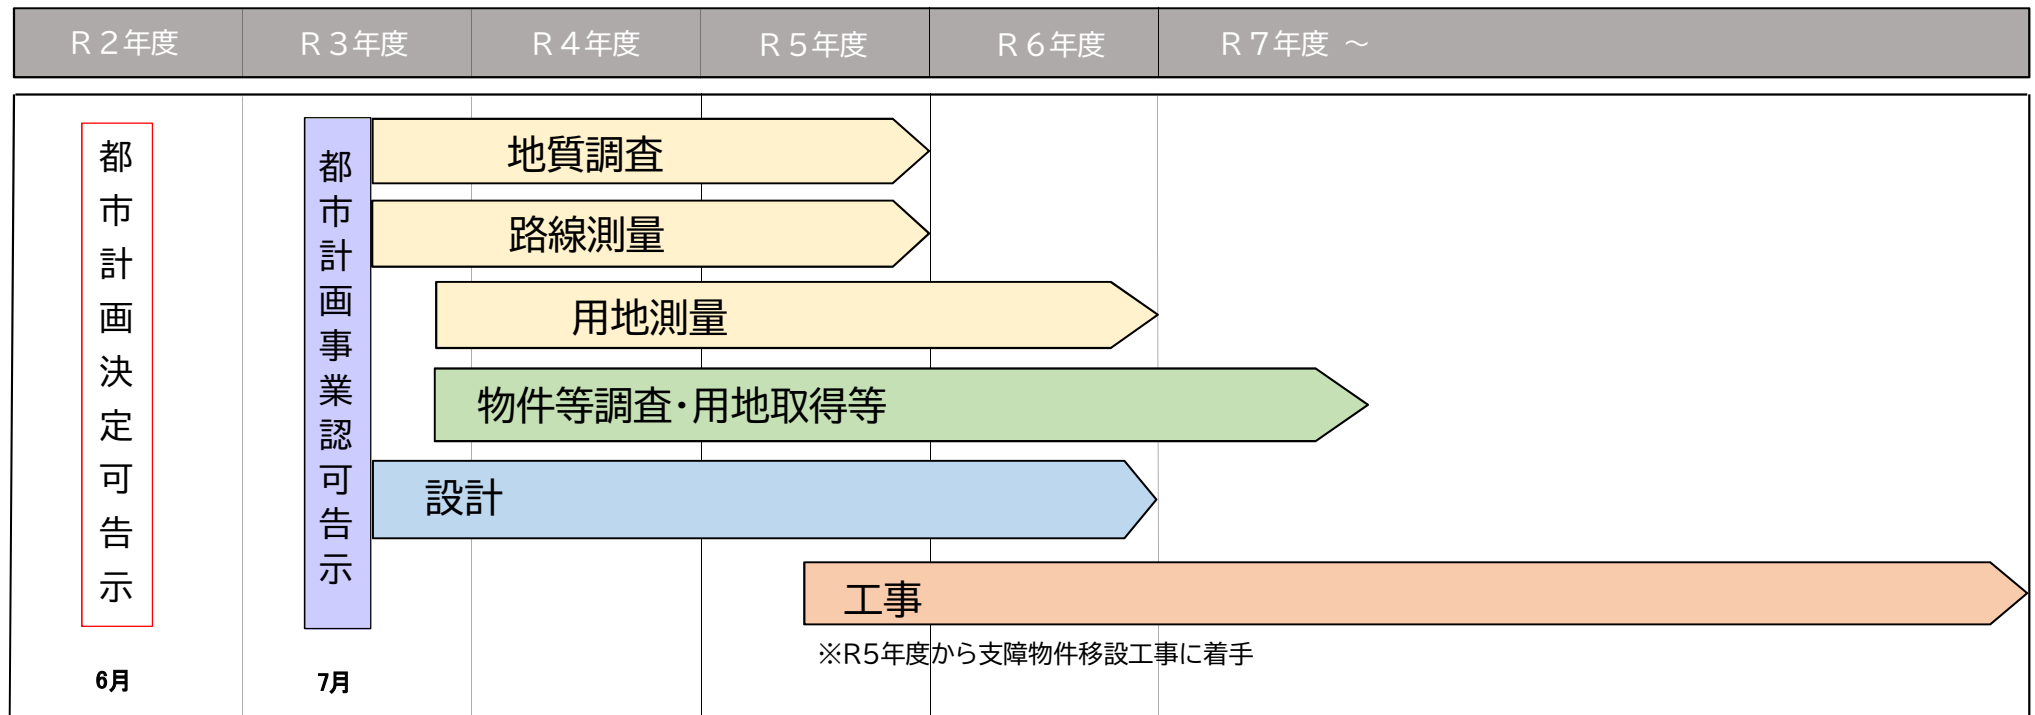 R2年度
R3年度
R4年度
R5年度
R6年度
R7年度 ～
都市計画決定可告示
6月
都市計画事業認可告示
7月
地質調査
路線測量
用地測量
物件等調査・用地取得等
設計
工事
※R5年度から支障物件移設工事に着手